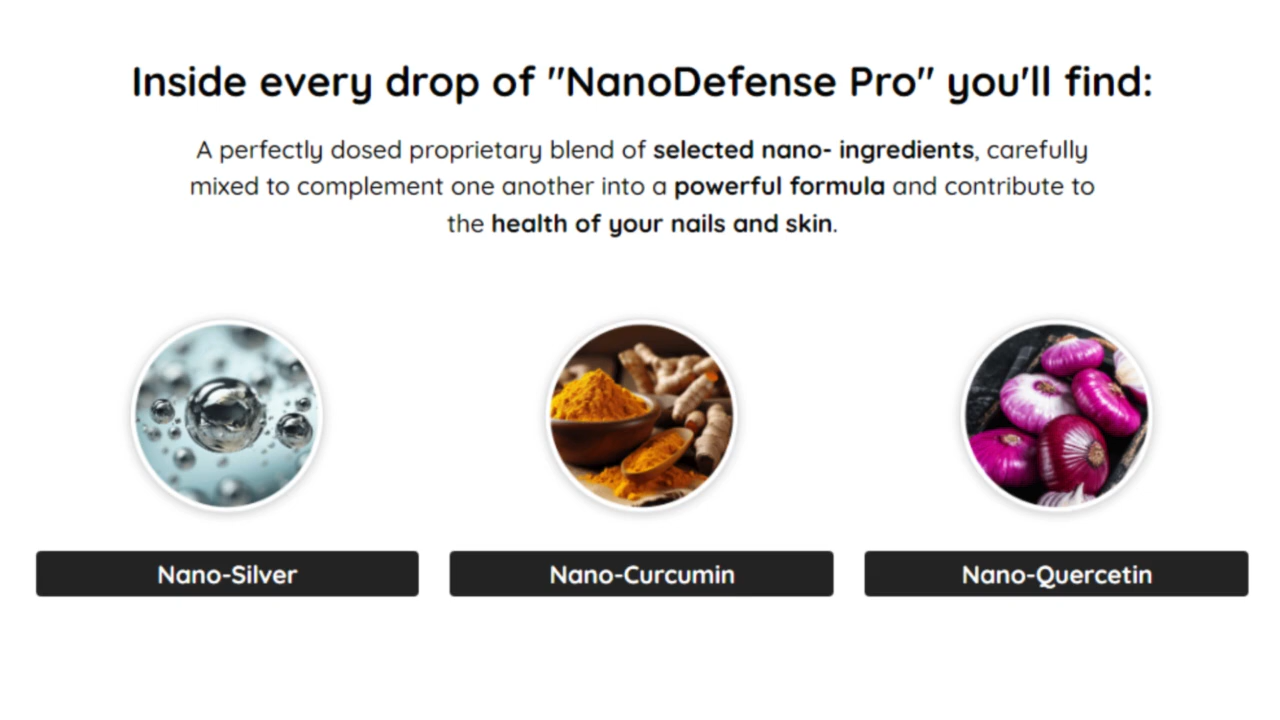 Inside every drop of "NanoDefense Pro" you'll find:
A perfectly dosed proprietary blend of selected nano- ingredients, carefully
mixed to complement one another into a powerful formula and contribute to
the health of your nails and skin.
Nano-Silver
Nano-Curcumin
Nano-Quercetin